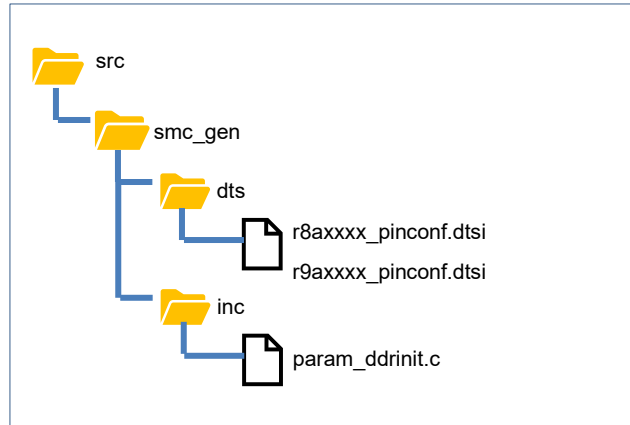 src
smc_gen
dts
r8axxxx_pinconf.dtsi
r9axxxx_pinconf.dtsi
inc
param_ddrinit.c